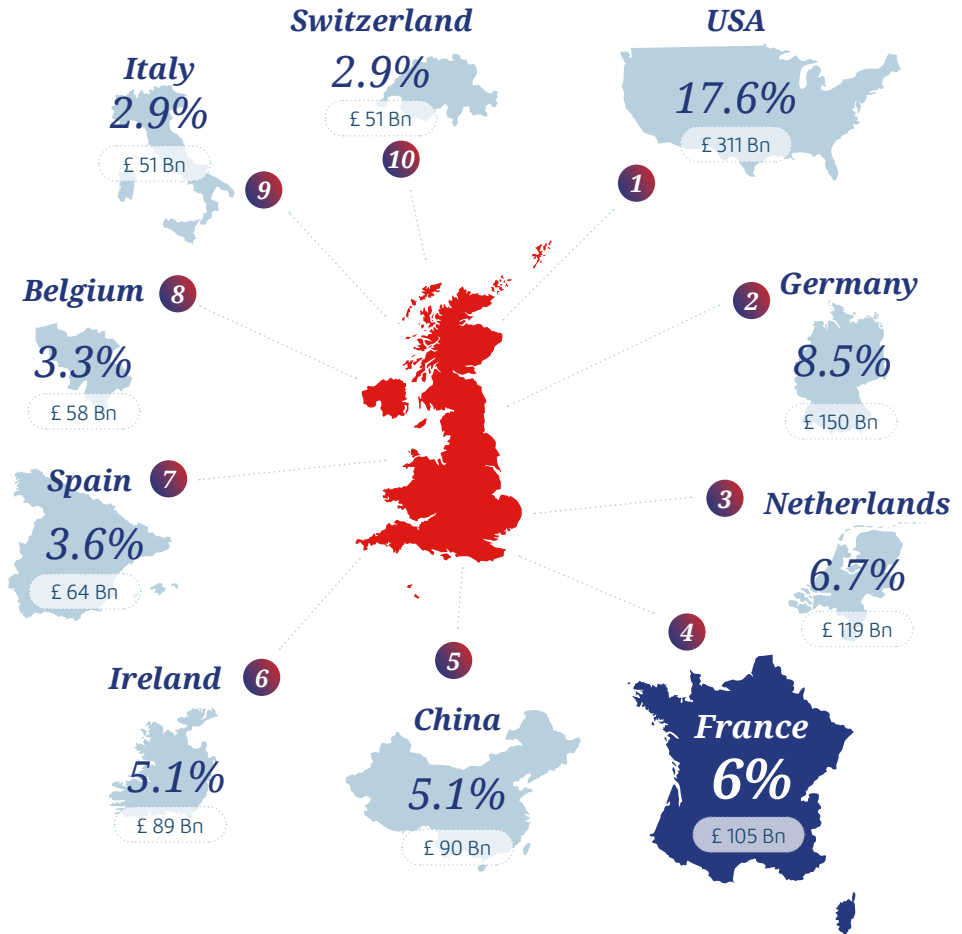 USA
17.6%
£ 311 Bn
1
2
Germany
8.5%
£ 150 Bn
3
Netherlands
6.7%
£ 119 Bn
4
France
6%
£ 105 Bn
5
China
5.1%
£ 90 Bn
6
Ireland
5.1%
£ 89 Bn
7
Spain
3.6%
£ 64 Bn
8
Belgium
3.3%
£ 58 Bn
9
Italy
2.9%
£ 51 Bn
10
Switzerland
2.9%
£ 51 Bn